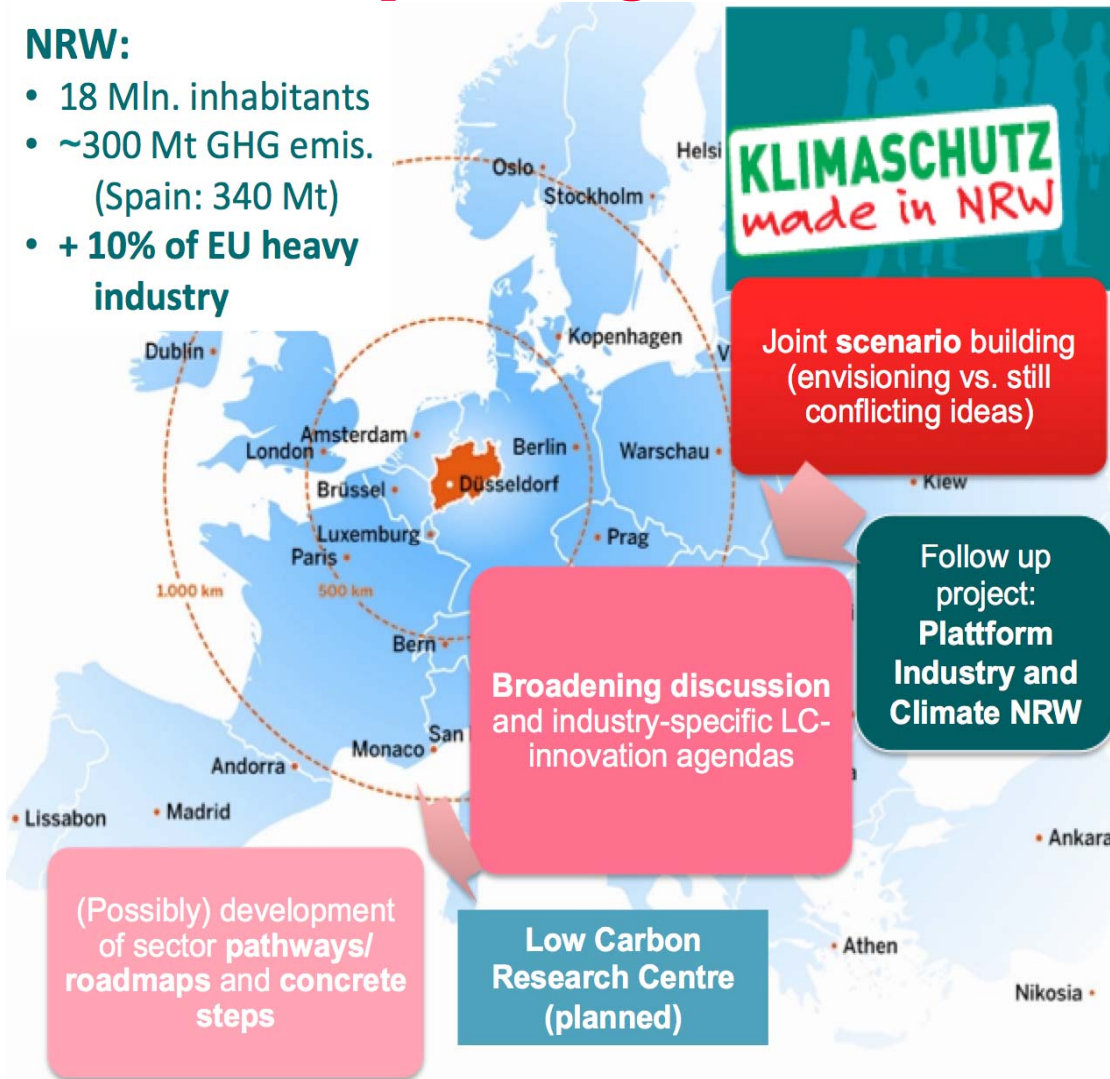 NRW:
• 18 Mln. inhabitants
• ~300 Mt GHG emis.
(Spain: 340 Mt)
• + 10% of EU heavy
industry
KLIMASCHUTZ
made in NRW
Oslo
Helsi
Stockholm
Kopenhagen
Dublin
V
Joint scenario building
(envisioning vs. still
conflicting ideas)
Amsterdam
London
Berlin
Warschau
Brüssel
Düsseldorf
Kiew
Luxemburg
Paris
Prag
1.000 km
500 km
Bern
Follow up
project:
Plattform
Industry and
Climate NRW
Broadening discussion
and industry-specific LC-
innovation agendas
San
Monaco
Andorra
Madrid
Lissabon
Ankara
(Possibly) development
of sector pathways/
roadmaps and concrete
steps
Low Carbon
Research Centre
(planned)
Athen
Nikosia